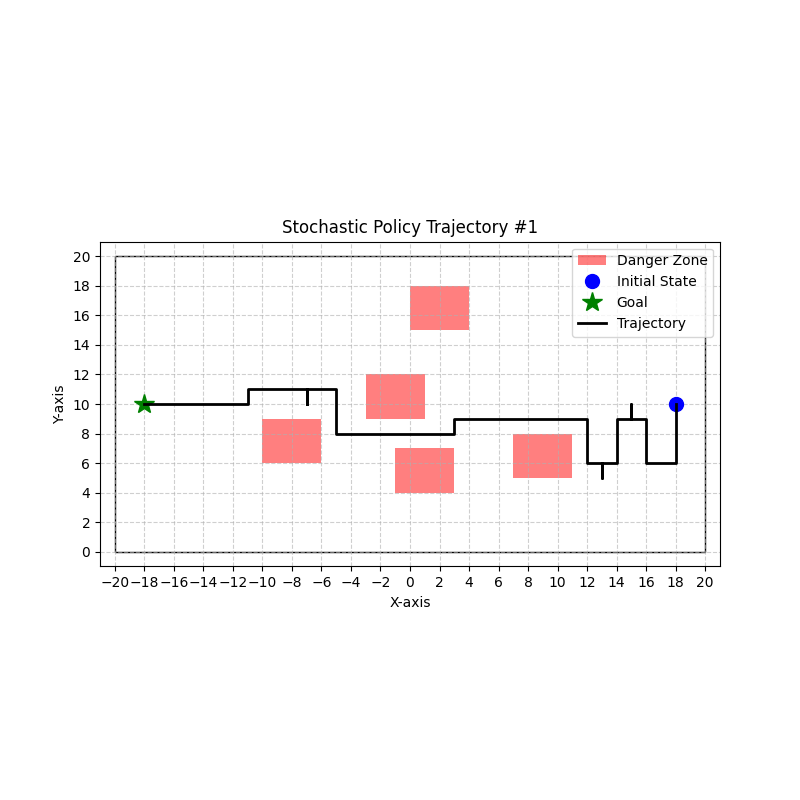 Stochastic Policy Trajectory #1
Danger Zone
Initial State
Goal
Trajectory
Y-axis
20
18
16
14
12
10
8
6
4
2
0
−20 −18 −16 −14 −12 −10 −8 −6 −4 −2 0 2 4 6 8 10 12 14 16 18 20
X-axis